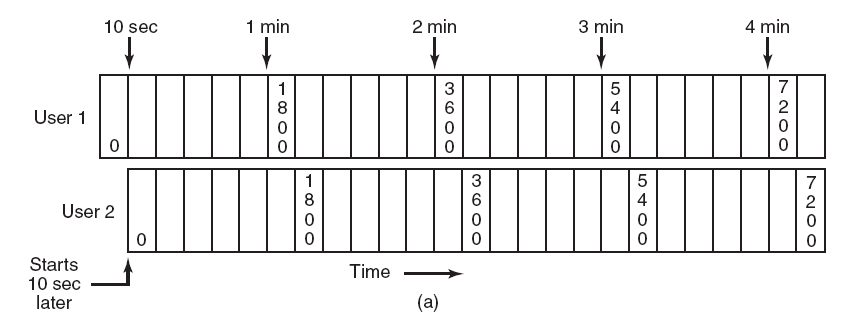 10 sec 1 min 2 min 3 min 4 min
User 1
0 1800 3600 5400 7200
User 2
0 1800 3600 5400 7200
Starts
10 sec
later
Time
(a)